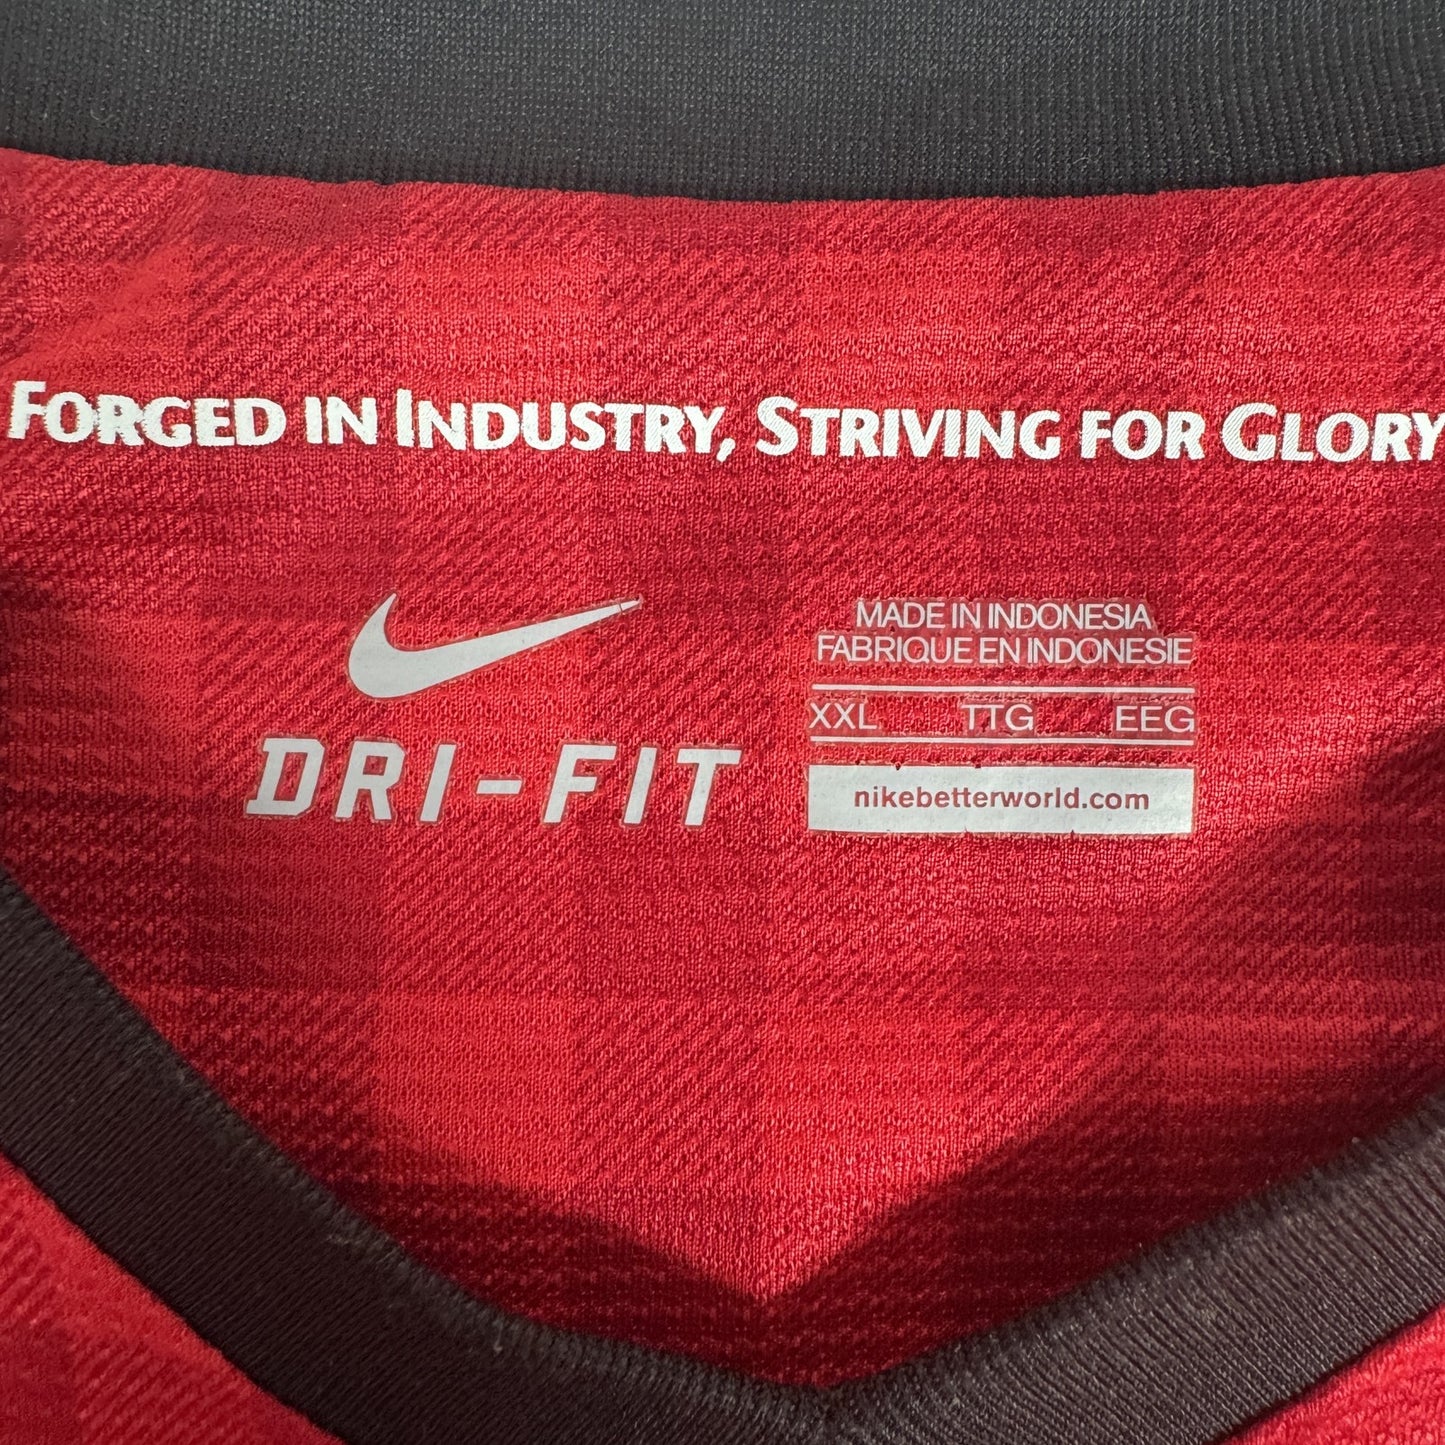 FORGED IN INDUSTRY, STRIVING FOR GLORY
DRI-FIT
MADE IN INDONESIA
FABRIQUE EN INDONESIE
XXL TTG EEG
nikebetterworld.com